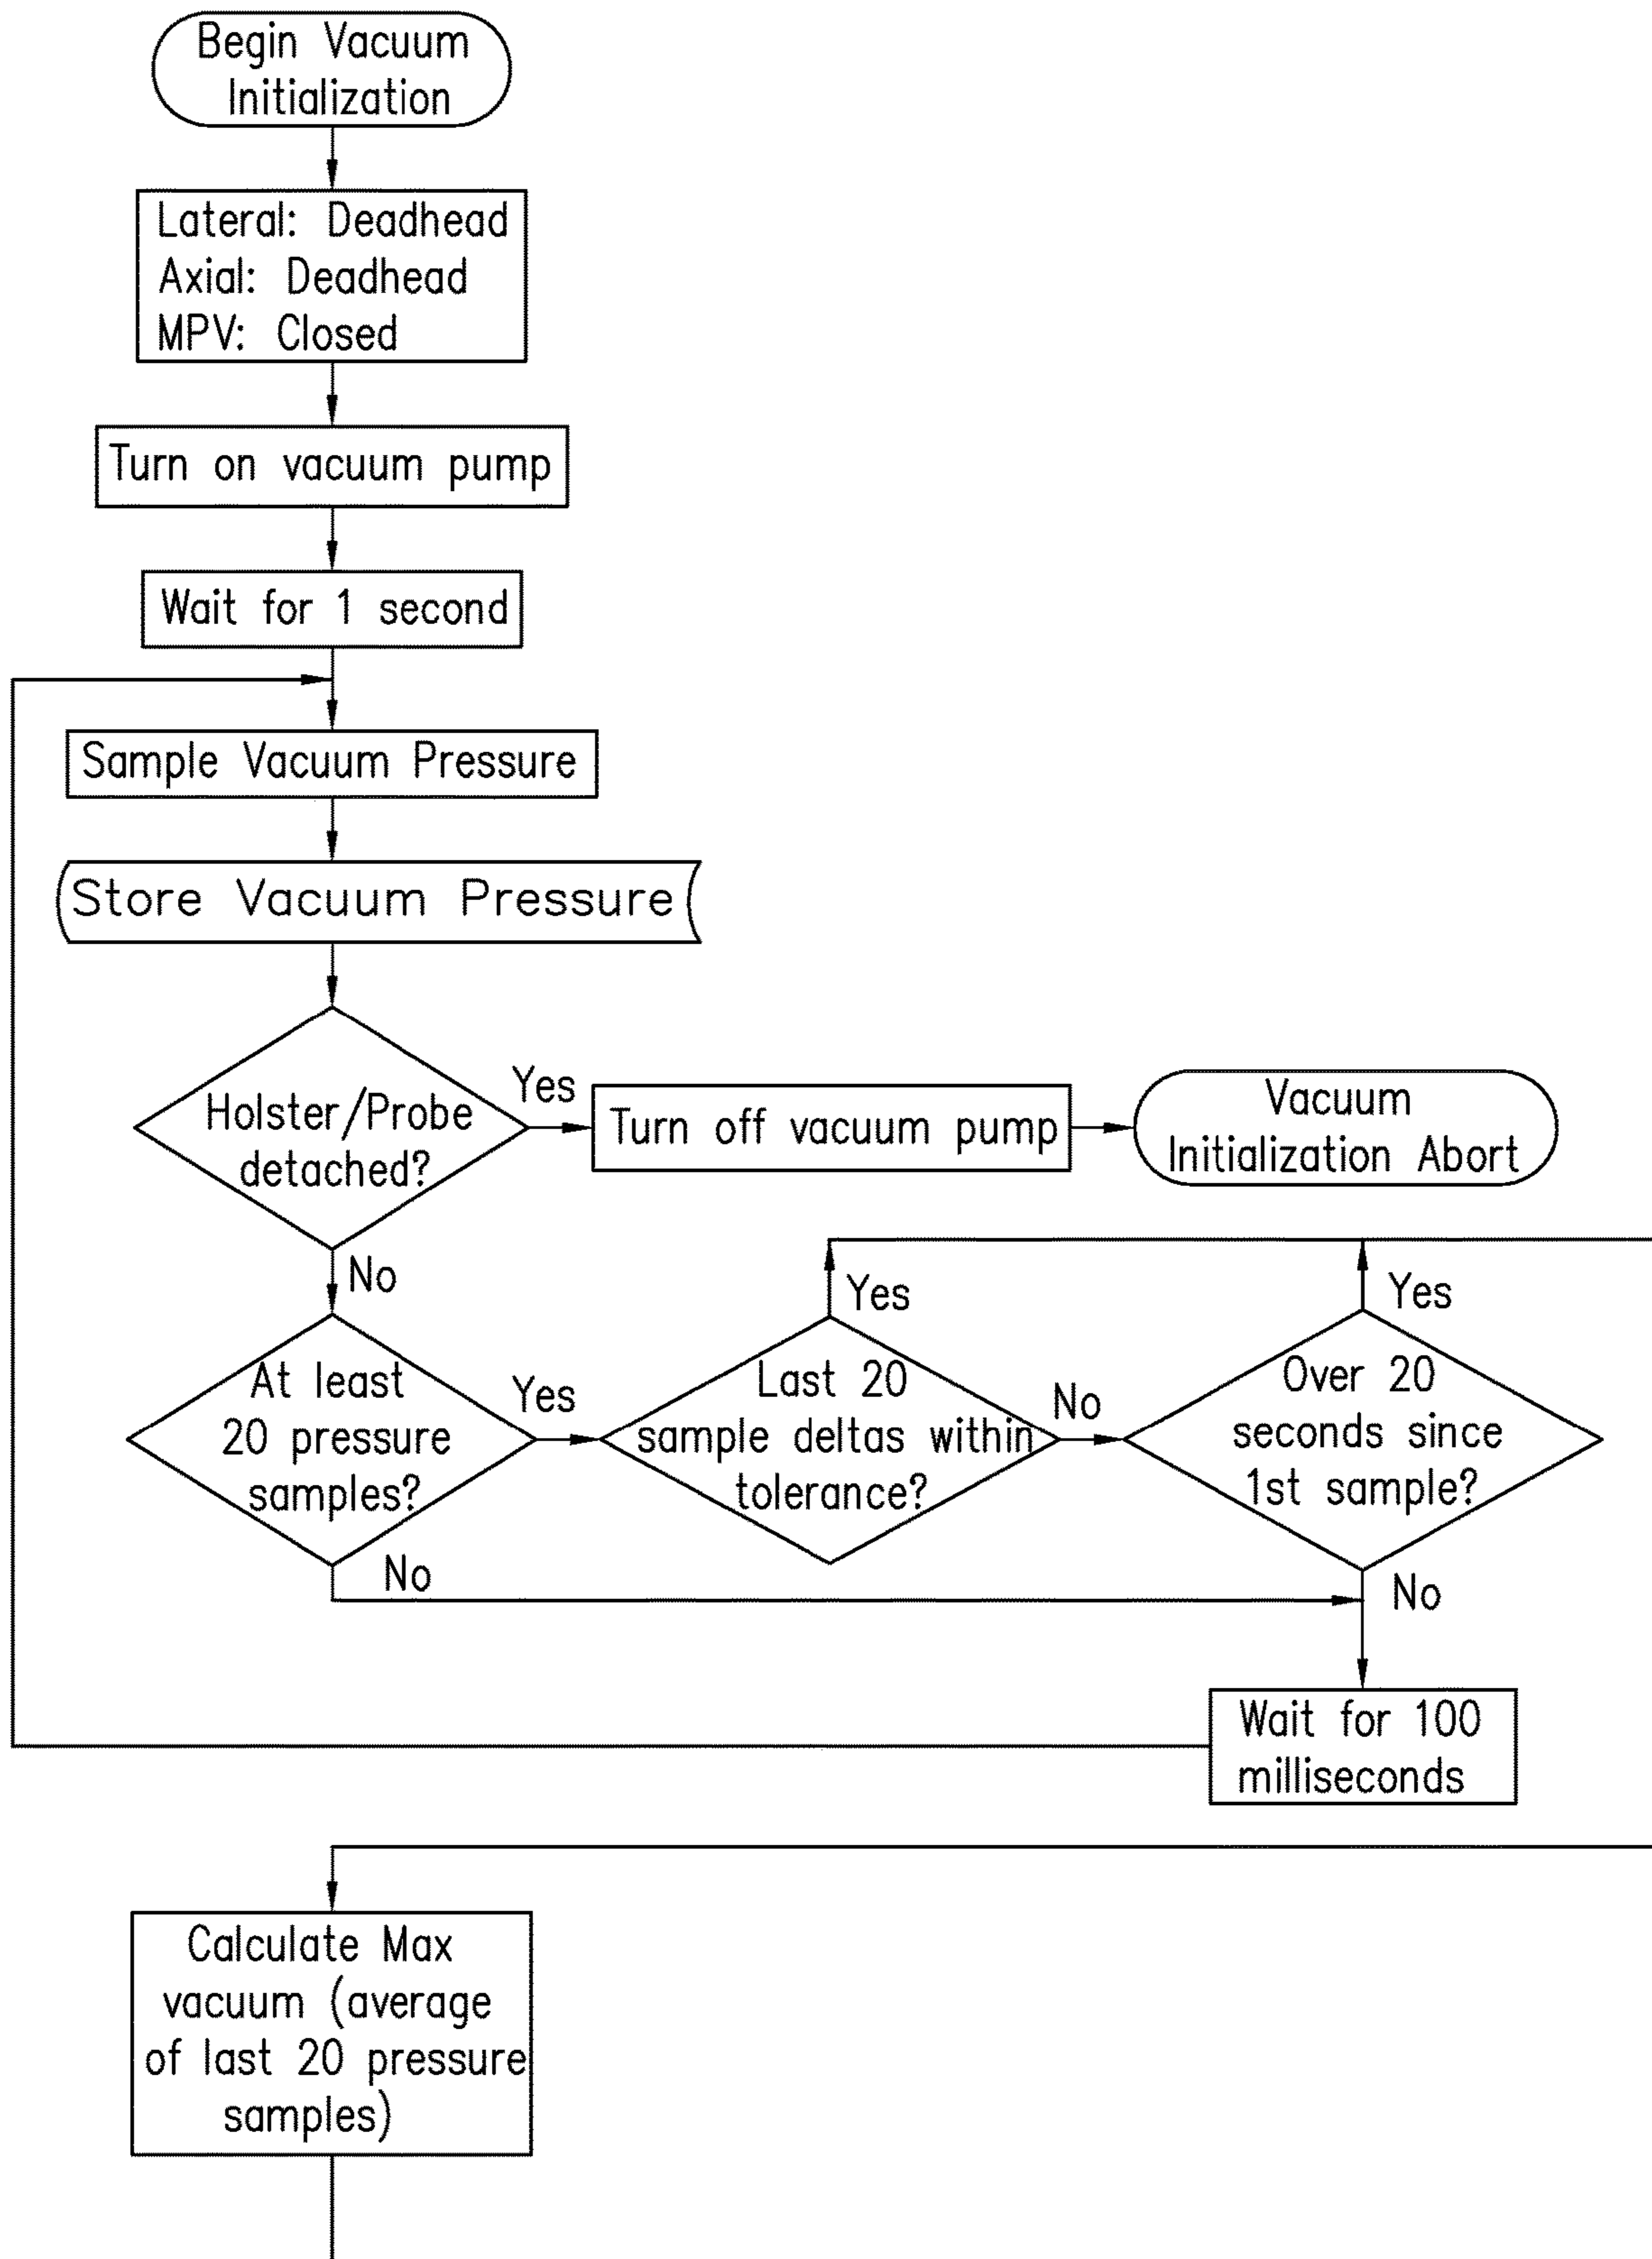 Begin Vacuum
Initialization
Lateral: Deadhead
Axial: Deadhead
MPV: Closed
Turn on vacuum pump
Wait for 1 second
Sample Vacuum Pressure
Store Vacuum Pressure
Holster/Probe
detached?
Yes
Turn off vacuum pump
Vacuum
Initialization Abort
No
At least
20 pressure
samples?
Yes
Last 20
sample deltas within
tolerance?
Yes
No
Over 20
seconds since
1st sample?
Yes
No
No
Wait for 100
milliseconds
Calculate Max
vacuum (average
of last 20 pressure
samples)